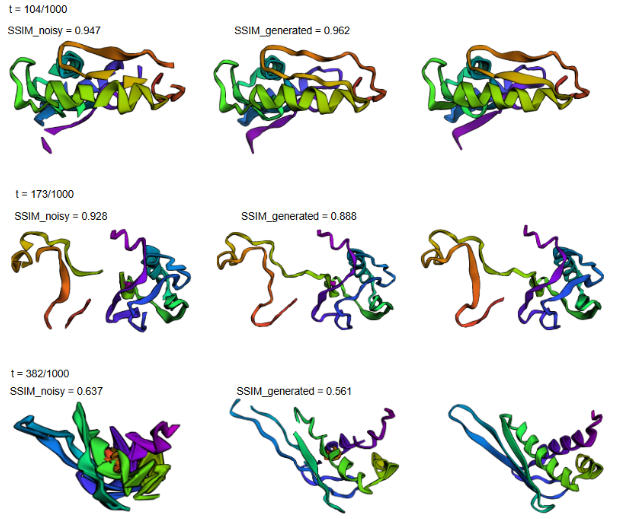 t = 104/1000
SSIM_noisy = 0.947
SSIM_generated = 0.962
t = 173/1000
SSIM_noisy = 0.928
SSIM_generated = 0.888
t = 382/1000
SSIM_noisy = 0.637
SSIM_generated = 0.561